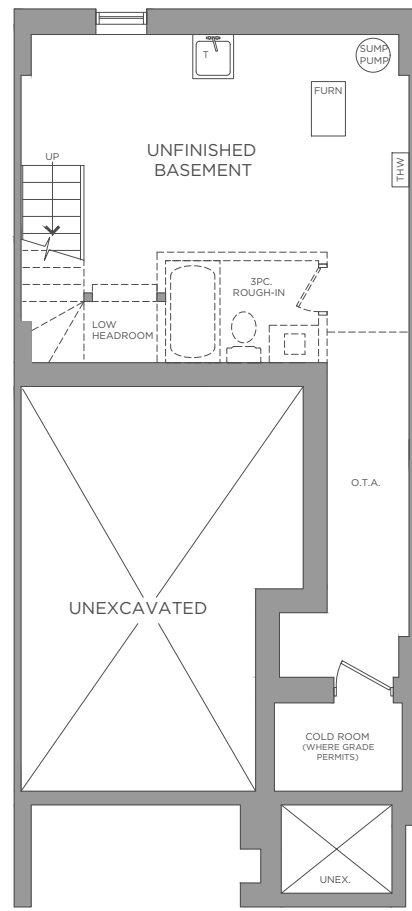 T
SUMP
PUMP
FURN
UNFINISHED
BASEMENT
UP
THW
3PC.
ROUGH-IN
LOW
HEADROOM
O.T.A.
UNEXCAVATED
COLD ROOM
(WHERE GRADE
PERMITS)
UNEX.